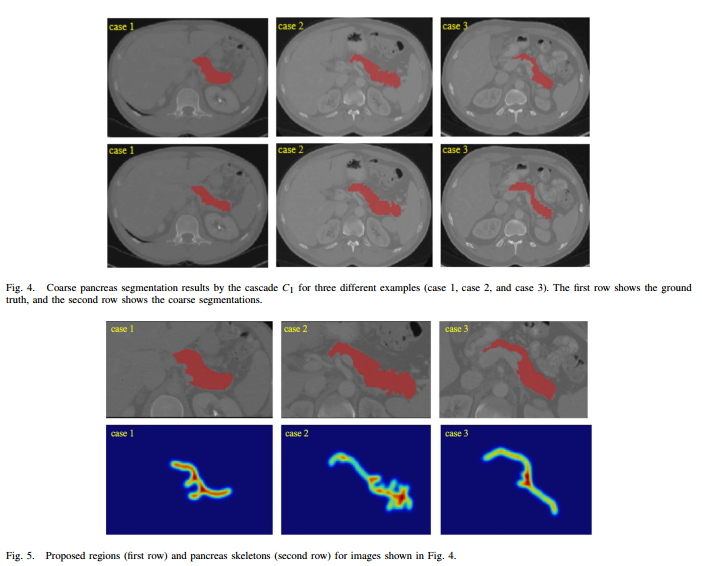 case 1
case 2
case 3
case 1
case 2
case 3
Fig. 4. Coarse pancreas segmentation results by the cascade C1 for three different examples (case 1, case 2, and case 3). The first row shows the ground
truth, and the second row shows the coarse segmentations.
case 1
case 2
case 3
case 1
case 2
case 3
Fig. 5. Proposed regions (first row) and pancreas skeletons (second row) for images shown in Fig. 4.